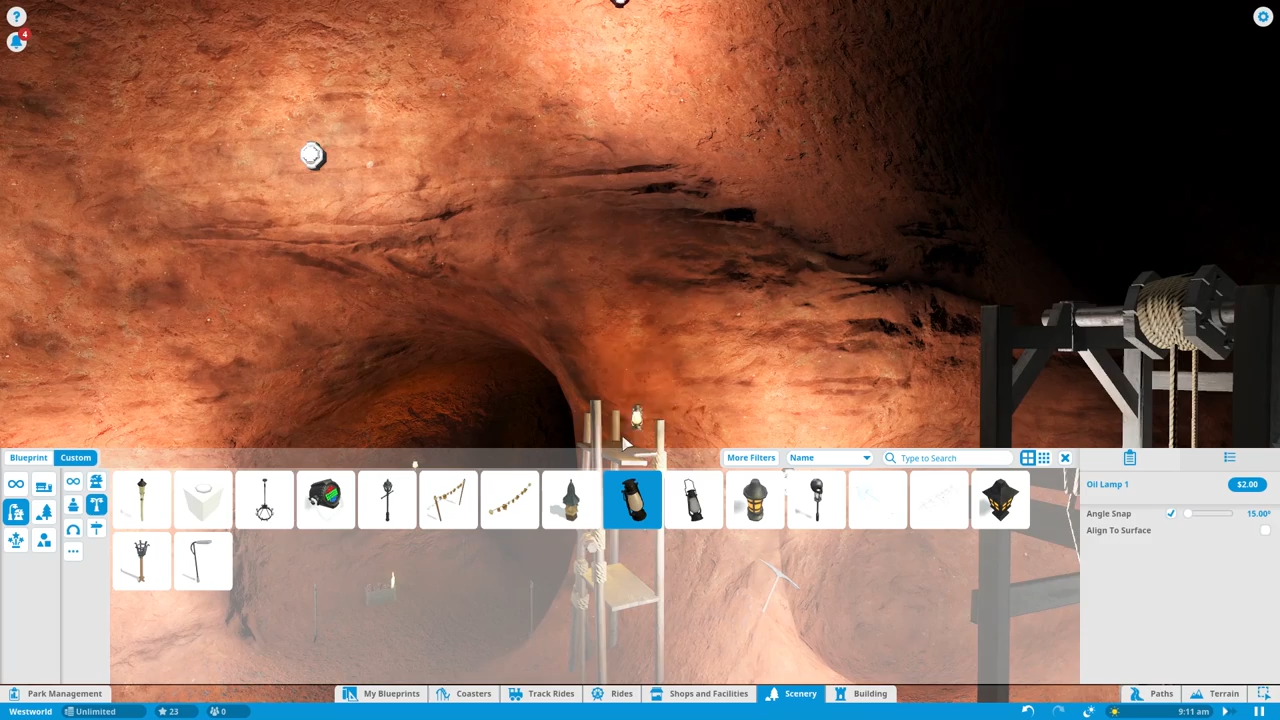 ?
4
Blueprint
Custom
More Filters
Name
Type to Search
Oil Lamp 1
$2.00
Angle Snap
15.00°
Align To Surface
Park Management
My Blueprints
Coasters
Track Rides
Rides
Shops and Facilities
Scenery
Building
Paths
Terrain
Westworld
Unlimited
23
0
9:11 am